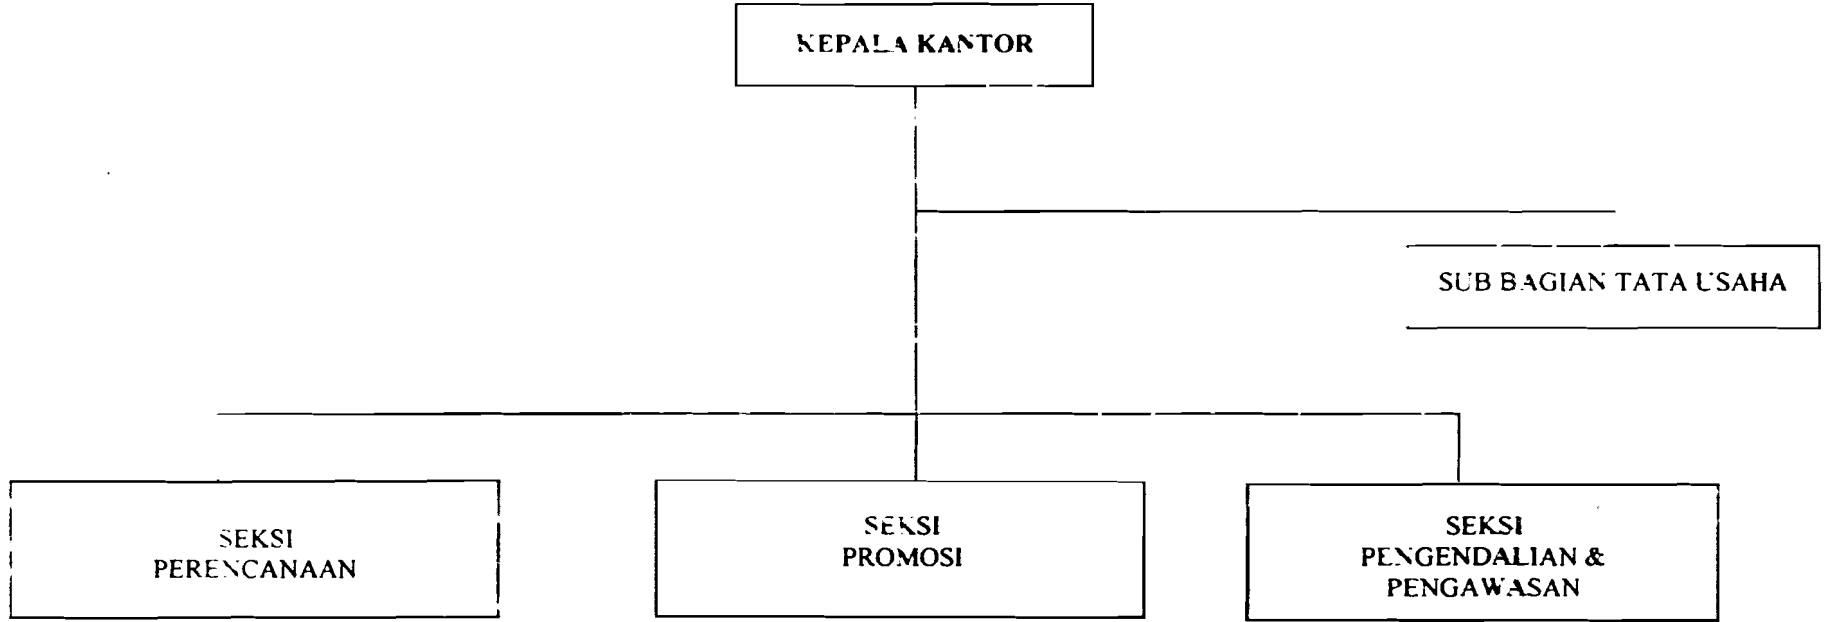 KEPALA KANTOR
SUB BAGIAN TATA USAHA
SEKSI
PERENCANAAN
SEKSI
PROMOSI
SEKSI
PENGENDALIAN &
PENGAWASAN